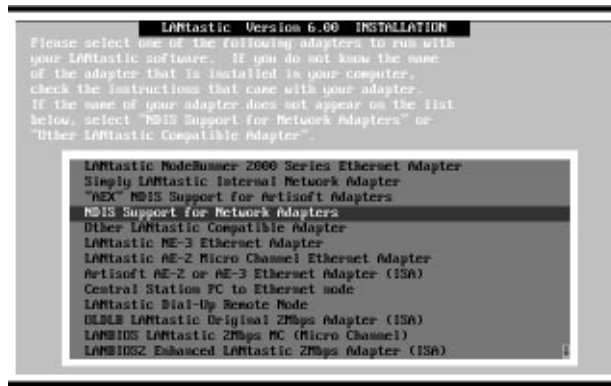 LANtastic Version 6.00 INSTALLATION
Please select one of the following adapters to run with
your LANtastic software. If you do not know the name
of the adapter that is installed in your computer,
check the instructions that came with your adapter.
If the name of your adapter does not appear on the list
below, select "NDIS Support for Network Adapters" or
"Other LANtastic Compatible Adapter".
LANtastic NodeRunner 2000 Series Ethernet Adapter
Simply LANtastic Internal Network Adapter
"AEX" NDIS Support for Artisoft Adapters
NDIS Support for Network Adapters
Other LANtastic Compatible Adapter
LANtastic NE-3 Ethernet Adapter
LANtastic AE-2 Micro Channel Ethernet Adapter
Artisoft AE-2 or AE-3 Ethernet Adapter (ISA)
Central Station PC to Ethernet node
LANtastic Dial-Up Remote Node
OLDLB LANtastic Original 2Mbps Adapter (ISA)
LANBIOS LANtastic 2Mbps MC (Micro Channel)
LANBIOS2 Enhanced LANtastic 2Mbps Adapter (ISA)